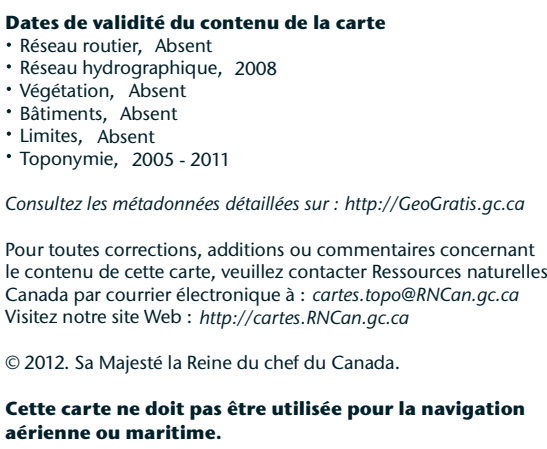 Dates de validité du contenu de la carte
• Réseau routier, Absent
• Réseau hydrographique, 2008
• Végétation, Absent
• Bâtiments, Absent
• Limites, Absent
• Toponymie, 2005 - 2011
Consultez les métadonnées détaillées sur : http://GeoGratis.gc.ca
Pour toutes corrections, additions ou commentaires concernant
le contenu de cette carte, veuillez contacter Ressources naturelles
Canada par courrier électronique à : cartes.topo@RNCan.gc.ca
Visitez notre site Web : http://cartes.RNCan.gc.ca
© 2012. Sa Majesté la Reine du chef du Canada.
Cette carte ne doit pas être utilisée pour la navigation
aérienne ou maritime.